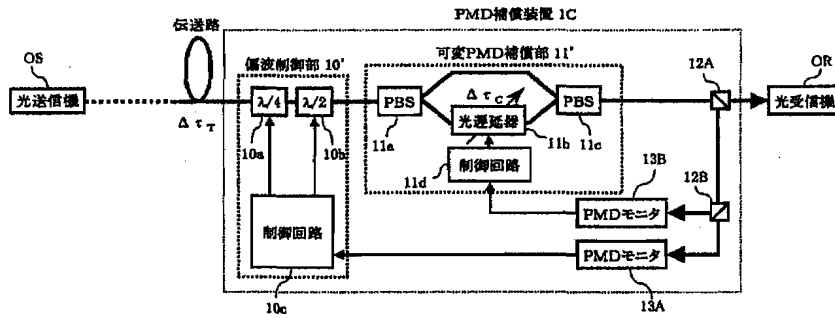 PMD補償装置 1C
伝送路
偏波制御部 10'
可変PMD補償部 11'
OS
光送信機
ΔτT
λ/4
λ/2
10a
10b
PBS
11a
Δτc
光遅延器
11b
PBS
11c
制御回路
11d
12A
OR
光受信機
12B
13B
PMDモニタ
制御回路
10c
PMDモニタ
13A